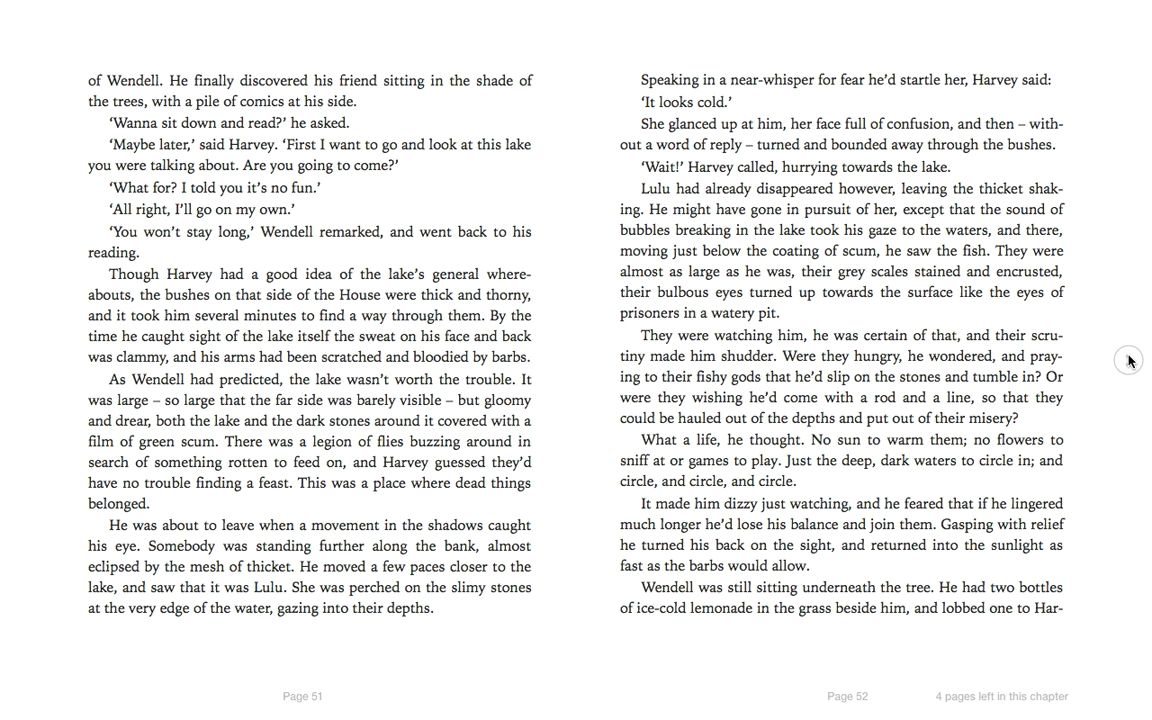 of Wendell. He finally discovered his friend sitting in the shade of
the trees, with a pile of comics at his side.
‘Wanna sit down and read?’ he asked.
‘Maybe later,’ said Harvey. ‘First I want to go and look at this lake
you were talking about. Are you going to come?’
‘What for? I told you it’s no fun.’
‘All right, I’ll go on my own.’
‘You won’t stay long,’ Wendell remarked, and went back to his
reading.
Though Harvey had a good idea of the lake’s general where-
abouts, the bushes on that side of the House were thick and thorny,
and it took him several minutes to find a way through them. By the
time he caught sight of the lake itself the sweat on his face and back
was clammy, and his arms had been scratched and bloodied by barbs.
As Wendell had predicted, the lake wasn’t worth the trouble. It
was large – so large that the far side was barely visible – but gloomy
and drear, both the lake and the dark stones around it covered with a
film of green scum. There was a legion of flies buzzing around in
search of something rotten to feed on, and Harvey guessed they’d
have no trouble finding a feast. This was a place where dead things
belonged.
He was about to leave when a movement in the shadows caught
his eye. Somebody was standing further along the bank, almost
eclipsed by the mesh of thicket. He moved a few paces closer to the
lake, and saw that it was Lulu. She was perched on the slimy stones
at the very edge of the water, gazing into their depths.
Page 51
Speaking in a near-whisper for fear he’d startle her, Harvey said:
‘It looks cold.’
She glanced up at him, her face full of confusion, and then – with-
out a word of reply – turned and bounded away through the bushes.
‘Wait!’ Harvey called, hurrying towards the lake.
Lulu had already disappeared however, leaving the thicket shak-
ing. He might have gone in pursuit of her, except that the sound of
bubbles breaking in the lake took his gaze to the waters, and there,
moving just below the coating of scum, he saw the fish. They were
almost as large as he was, their grey scales stained and encrusted,
their bulbous eyes turned up towards the surface like the eyes of
prisoners in a watery pit.
They were watching him, he was certain of that, and their scru-
tiny made him shudder. Were they hungry, he wondered, and pray-
ing to their fishy gods that he’d slip on the stones and tumble in? Or
were they wishing he’d come with a rod and a line, so that they
could be hauled out of the depths and put out of their misery?
What a life, he thought. No sun to warm them; no flowers to
sniff at or games to play. Just the deep, dark waters to circle in; and
circle, and circle, and circle.
It made him dizzy just watching, and he feared that if he lingered
much longer he’d lose his balance and join them. Gasping with relief
he turned his back on the sight, and returned into the sunlight as
fast as the barbs would allow.
Wendell was still sitting underneath the tree. He had two bottles
of ice-cold lemonade in the grass beside him, and lobbed one to Har-
Page 52
4 pages left in this chapter